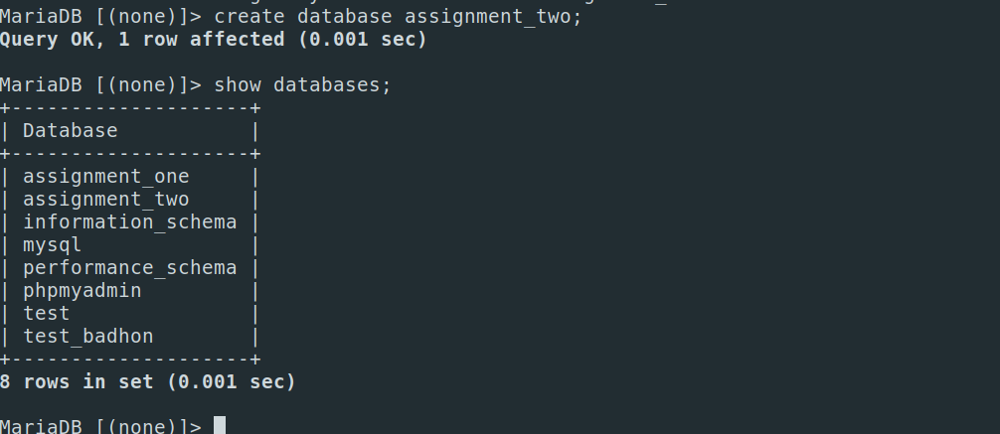 MariaDB [(none)]> create database assignment_two;
Query OK, 1 row affected (0.001 sec)
MariaDB [(none)]> show databases;
+--------------------+
| Database           |
+--------------------+
| assignment_one     |
| assignment_two     |
| information_schema |
| mysql              |
| performance_schema |
| phpmyadmin         |
| test               |
| test_badhon        |
+--------------------+
8 rows in set (0.001 sec)
MariaDB [(none)]>